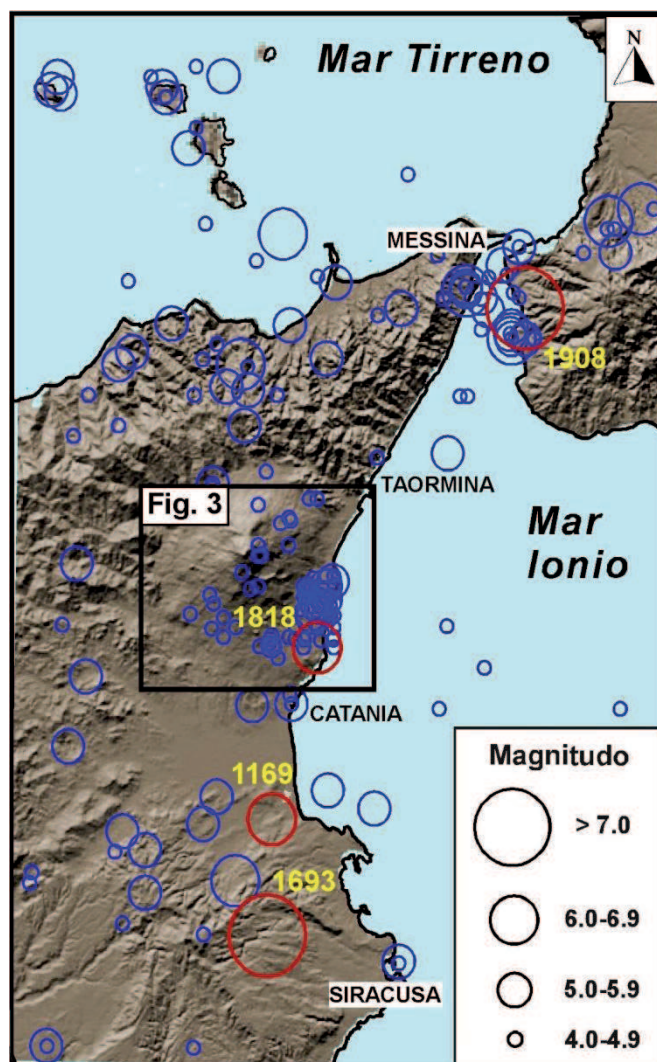 Mar Tirreno
N
MESSINA
1908
TAORMINA
Fig. 3
Mar
Ionio
1818
CATANIA
1169
1693
SIRACUSA
Magnitudo
> 7.0
6.0-6.9
5.0-5.9
4.0-4.9